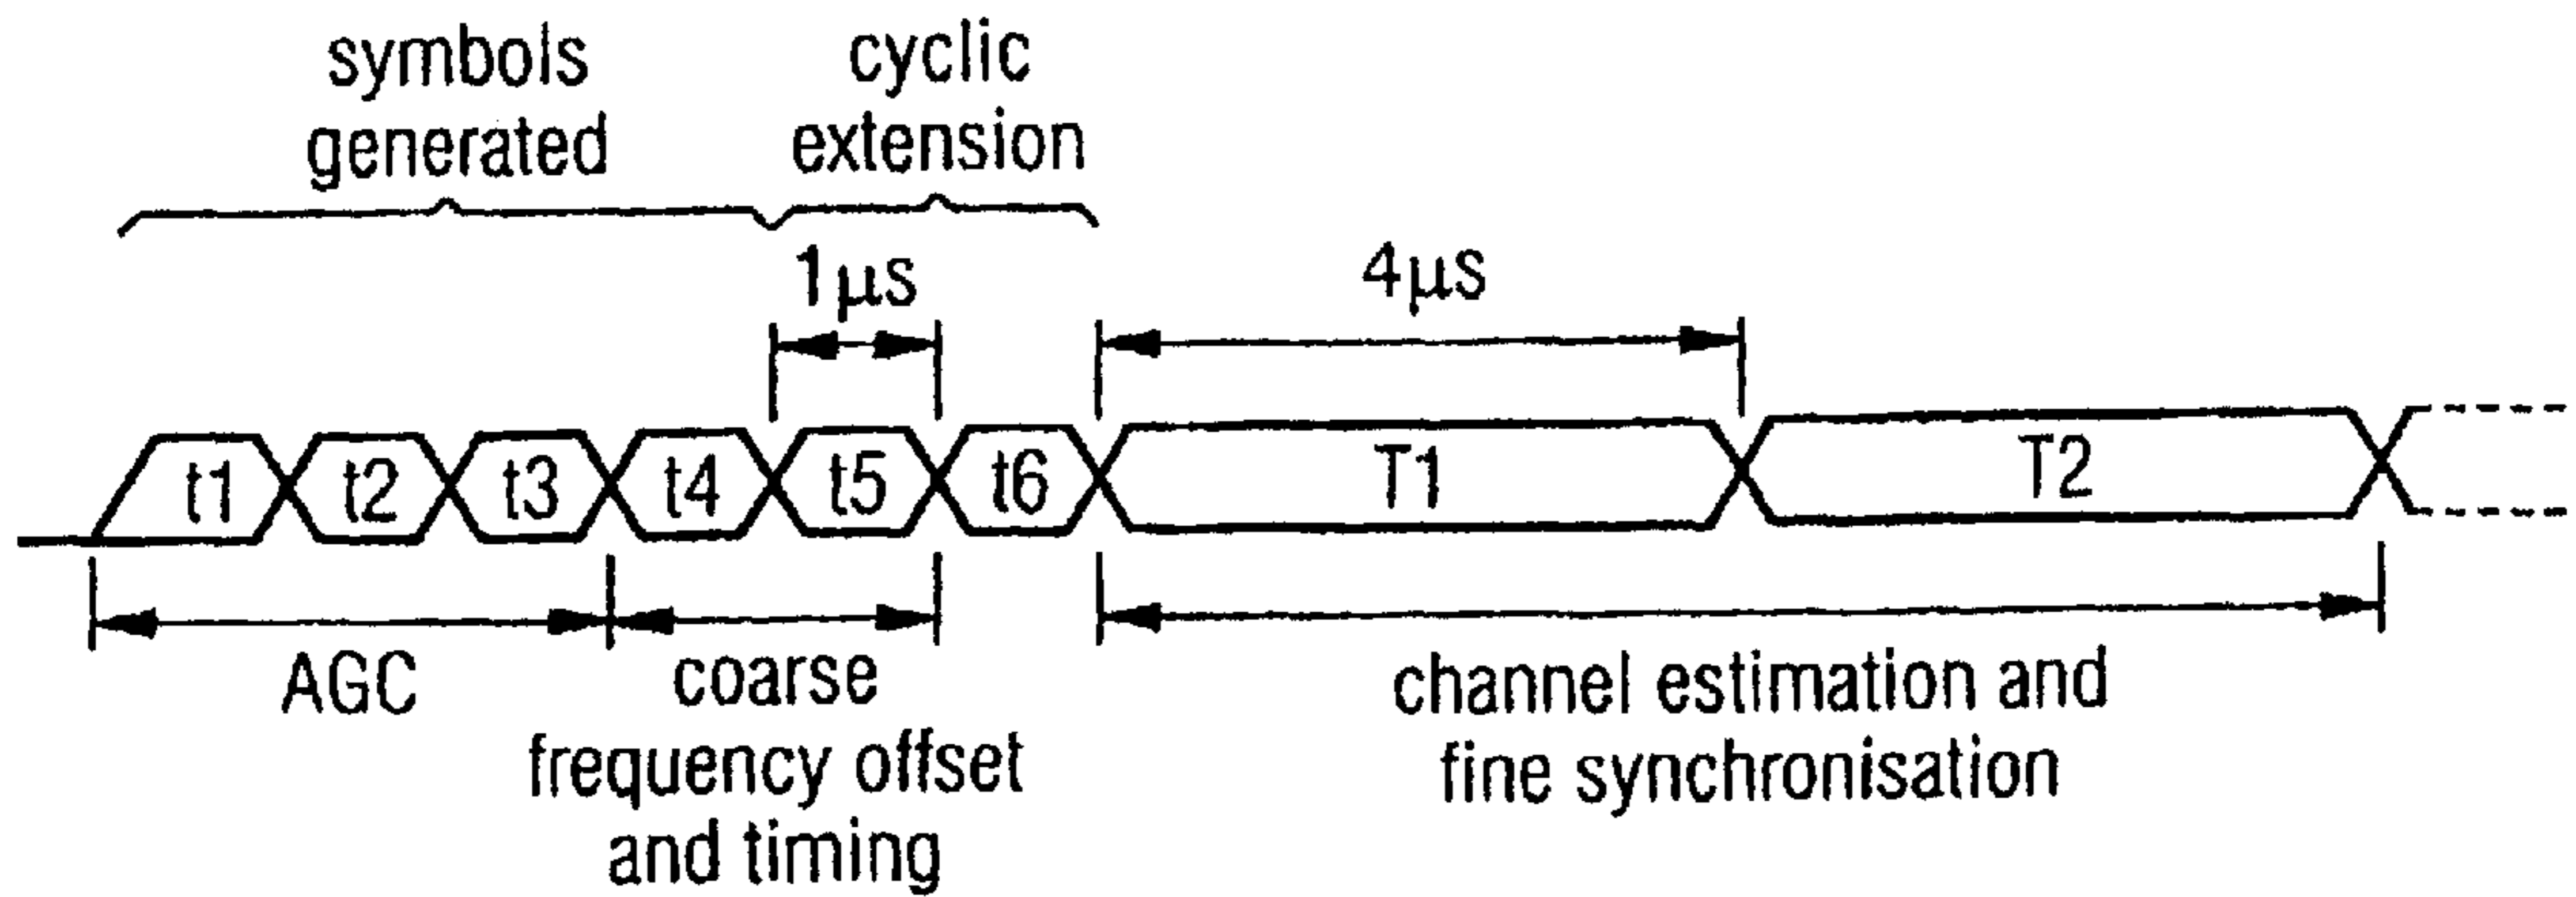 symbols
generated
cyclic
extension
1µs
4µs
t1 t2 t3 t4 t5 t6 T1 T2
AGC
coarse
frequency offset
and timing
channel estimation and
fine synchronisation